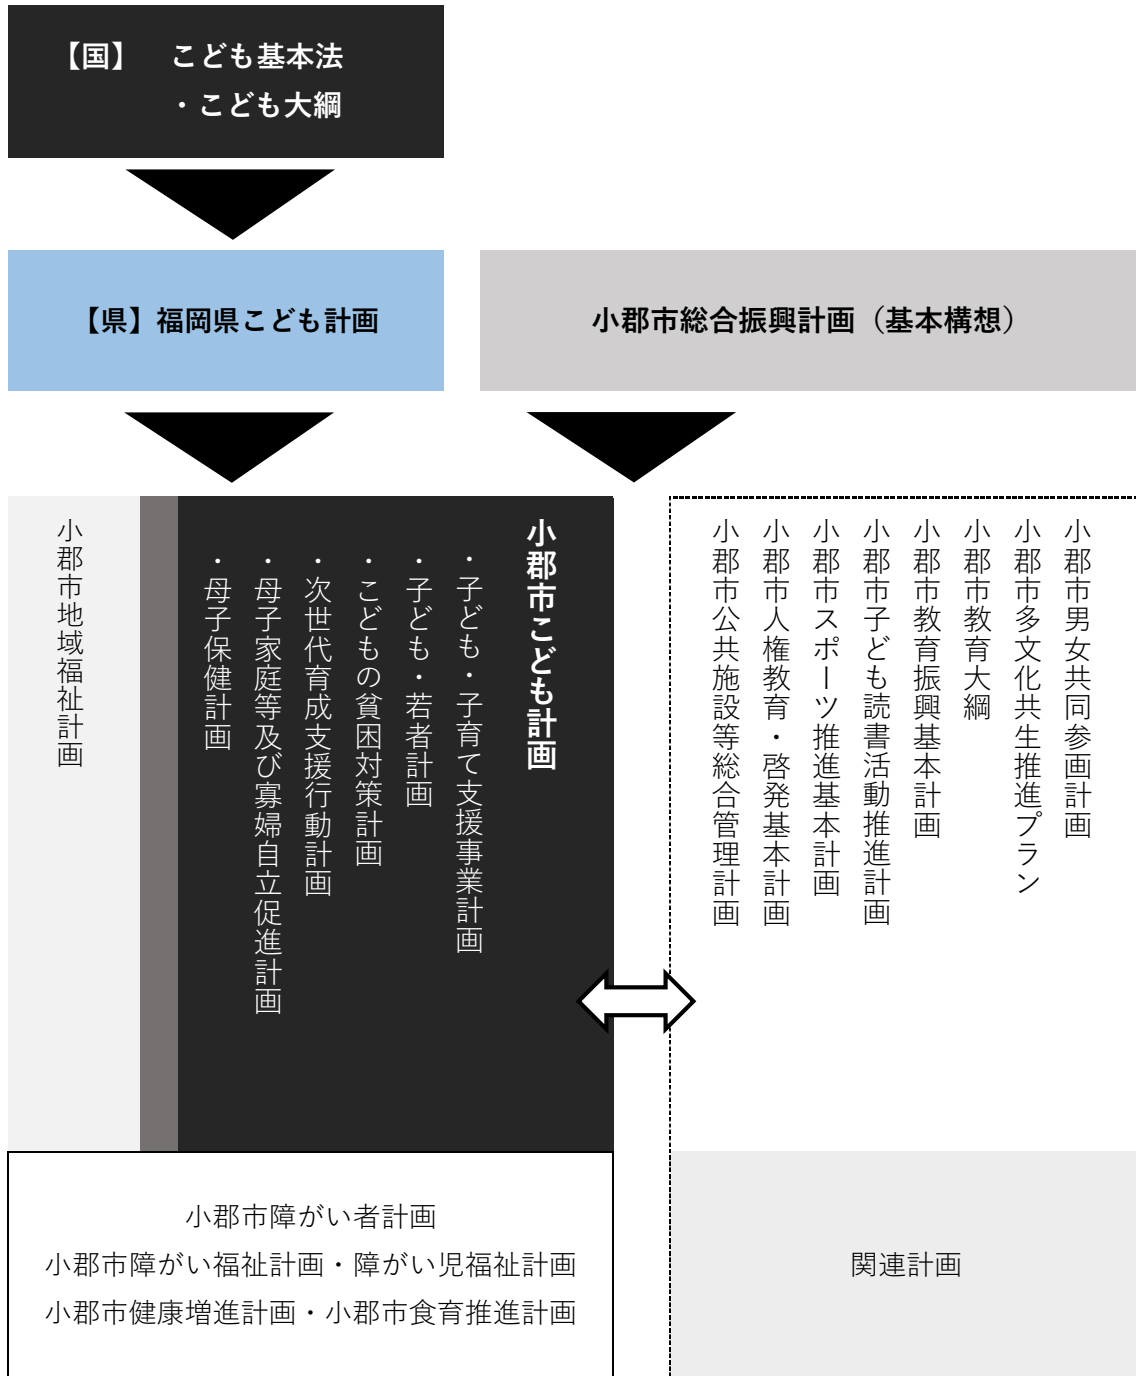 【国】　こども基本法
・こども大綱
【県】福岡県こども計画
小郡市総合振興計画（基本構想）
小郡市こども計画
・子ども・子育て支援事業計画
・子ども・若者計画
・こどもの貧困対策計画
・次世代育成支援行動計画
・母子家庭等及び寡婦自立促進計画
・母子保健計画
小郡市地域福祉計画
小郡市男女共同参画計画
小郡市多文化共生推進プラン
小郡市教育大綱
小郡市教育振興基本計画
小郡市子ども読書活動推進計画
小郡市スポーツ推進基本計画
小郡市人権教育・啓発基本計画
小郡市公共施設等総合管理計画
小郡市障がい者計画
小郡市障がい福祉計画・障がい児福祉計画
小郡市健康増進計画・小郡市食育推進計画
関連計画